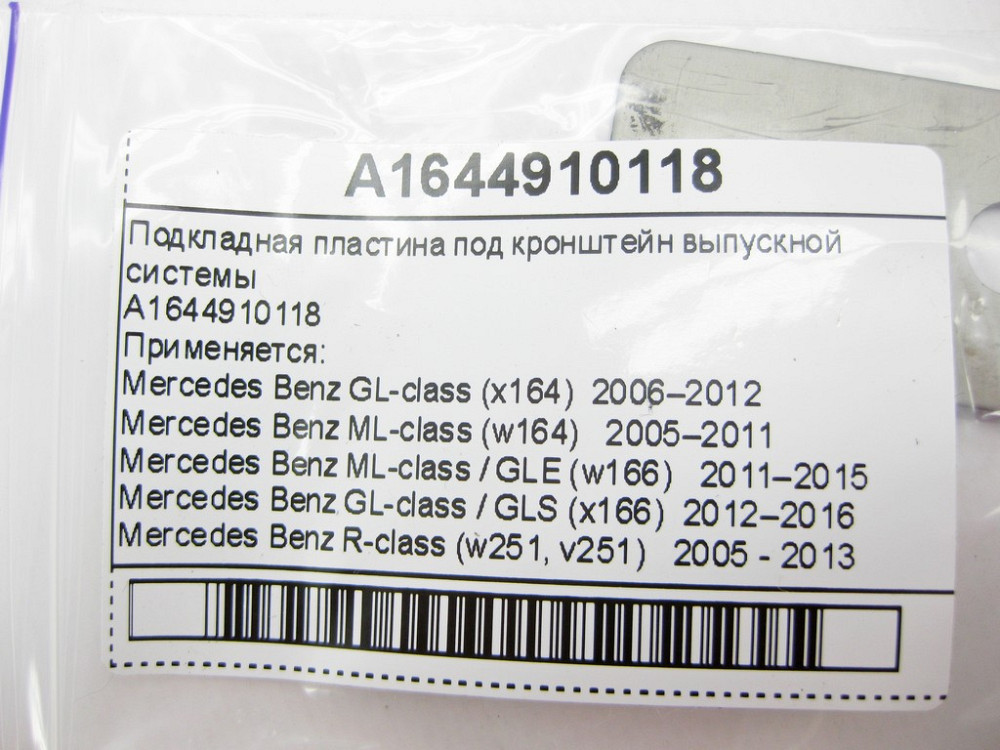 A1644910118
Подкладная пластина под кронштейн выпускной
системы
A1644910118
Применяется:
Mercedes Benz GL-class (x164) 2006–2012
Mercedes Benz ML-class (w164) 2005–2011
Mercedes Benz ML-class / GLE (w166) 2011–2015
Mercedes Benz GL-class / GLS (x166) 2012–2016
Mercedes Benz R-class (w251, v251) 2005 - 2013